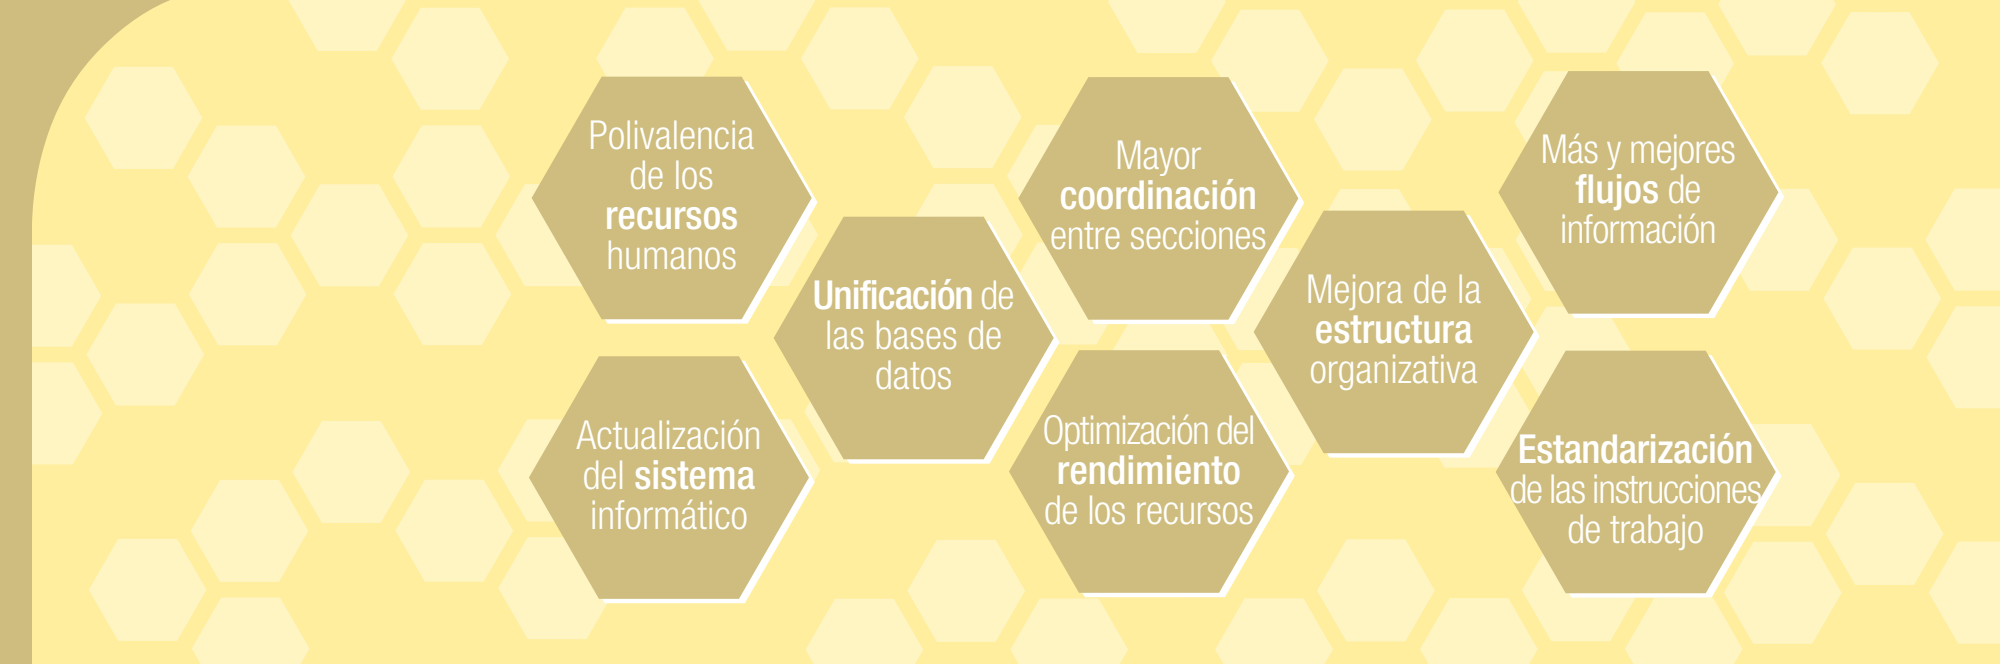 Polivalencia
de los
recursos
humanos
Actualización
del sistema
informático
Unificación de
las bases de
datos
Mayor
coordinación
entre secciones
Optimización del
rendimiento
de los recursos
Mejora de la
estructura
organizativa
Más y mejores
flujos de
información
Estandarización
de las instrucciones
de trabajo